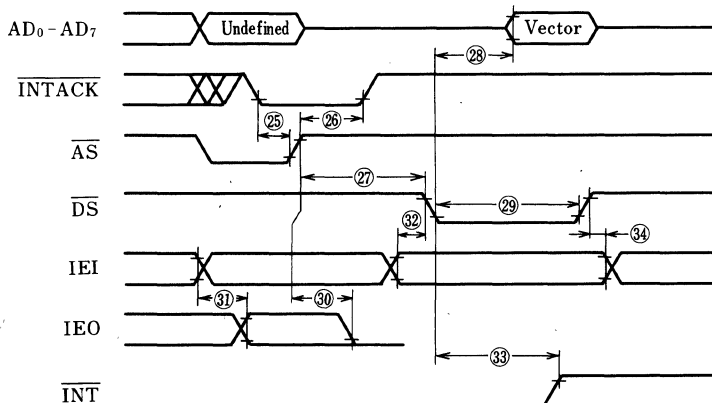 AD₀-AD₇ Undefined Vector
㉘
INTACK
㉕ ㉖
AS
㉗
DS
㉙
㉜
㉞
IEI
㉛ ㉚
IEO
㉝
INT